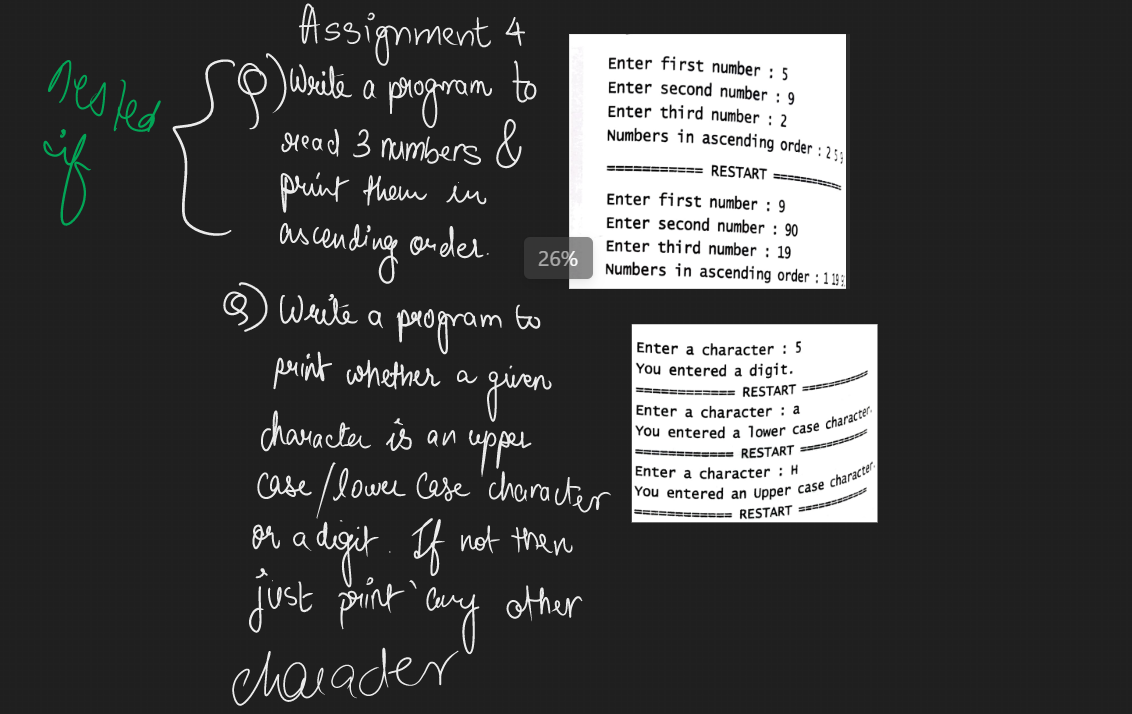 Assignment 4
nested
if
Q) Write a program to
read 3 numbers &
print them in
ascending order.
Enter first number : 5
Enter second number : 9
Enter third number : 2
Numbers in ascending order : 2 5 9
============ RESTART =========
Enter first number : 9
Enter second number : 90
Enter third number : 19
Numbers in ascending order : 1 19
26%
Q) Write a program to
print whether a given
character is an upper
case/lower case character
or a digit. If not then
just print 'any other
character
Enter a character : 5
You entered a digit.
============ RESTART =========
Enter a character : a
You entered a lower case character.
============ RESTART =========
Enter a character : H
You entered an Upper case character.
============ RESTART =========